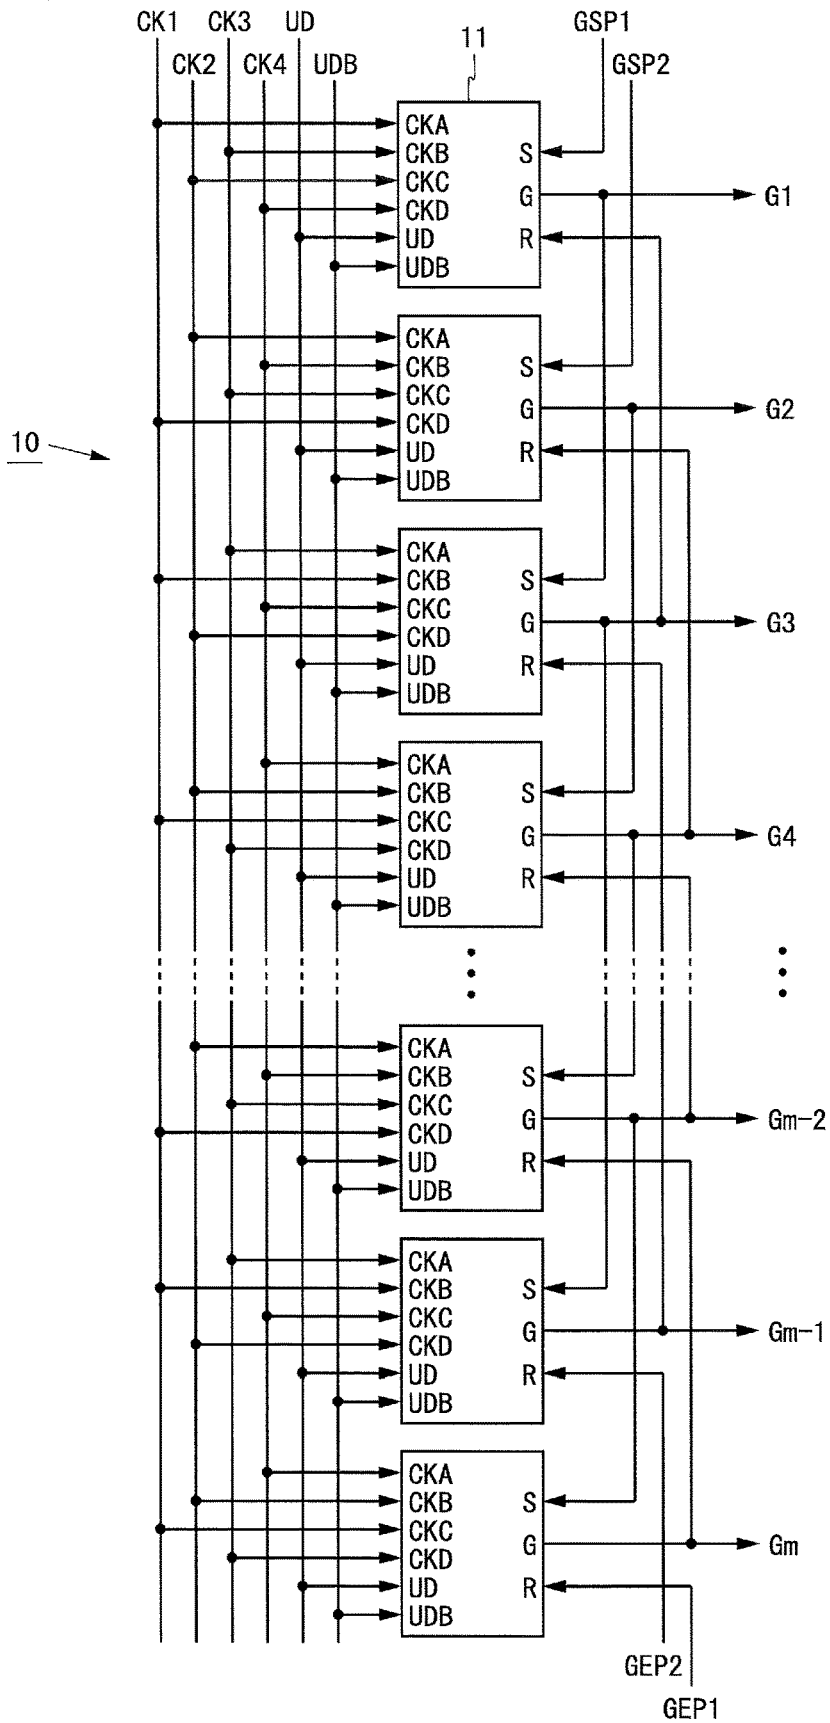 CK1 CK3 UD GSP1
CK2 CK4 UDB 11 GSP2
CKA
CKB S
CKC
G G1
CKD
UD R
UDB
CKA
CKB S
CKC
G G2
CKD
UD R
UDB
10
CKA
CKB S
CKC
G G3
CKD
UD R
UDB
CKA
CKB S
CKC
G G4
CKD
UD R
UDB
CKA
CKB S
CKC
G Gm-2
CKD
UD R
UDB
CKA
CKB S
CKC
G Gm-1
CKD
UD R
UDB
CKA
CKB S
CKC
G Gm
CKD
UD R
UDB
GEP2
GEP1